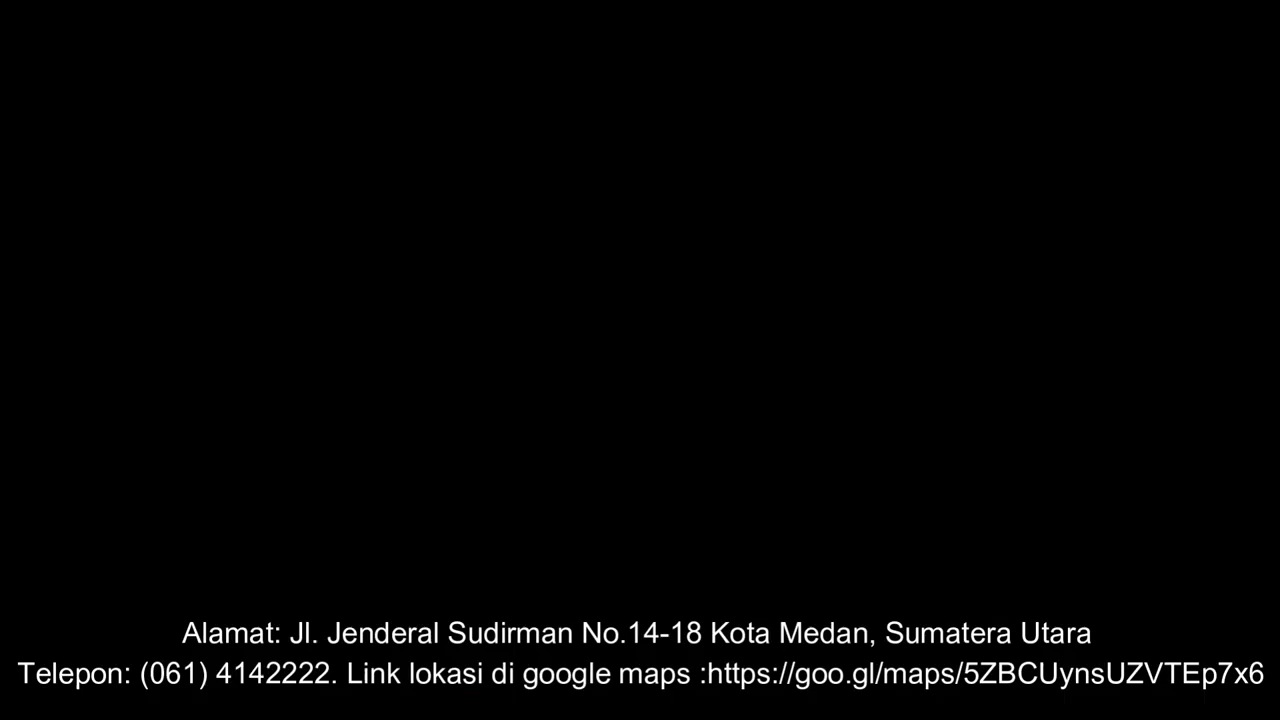 Alamat: Jl. Jenderal Sudirman No.14-18 Kota Medan, Sumatera Utara
Telepon: (061) 4142222. Link lokasi di google maps :https://goo.gl/maps/5ZBCUynsUZVTEp7x6